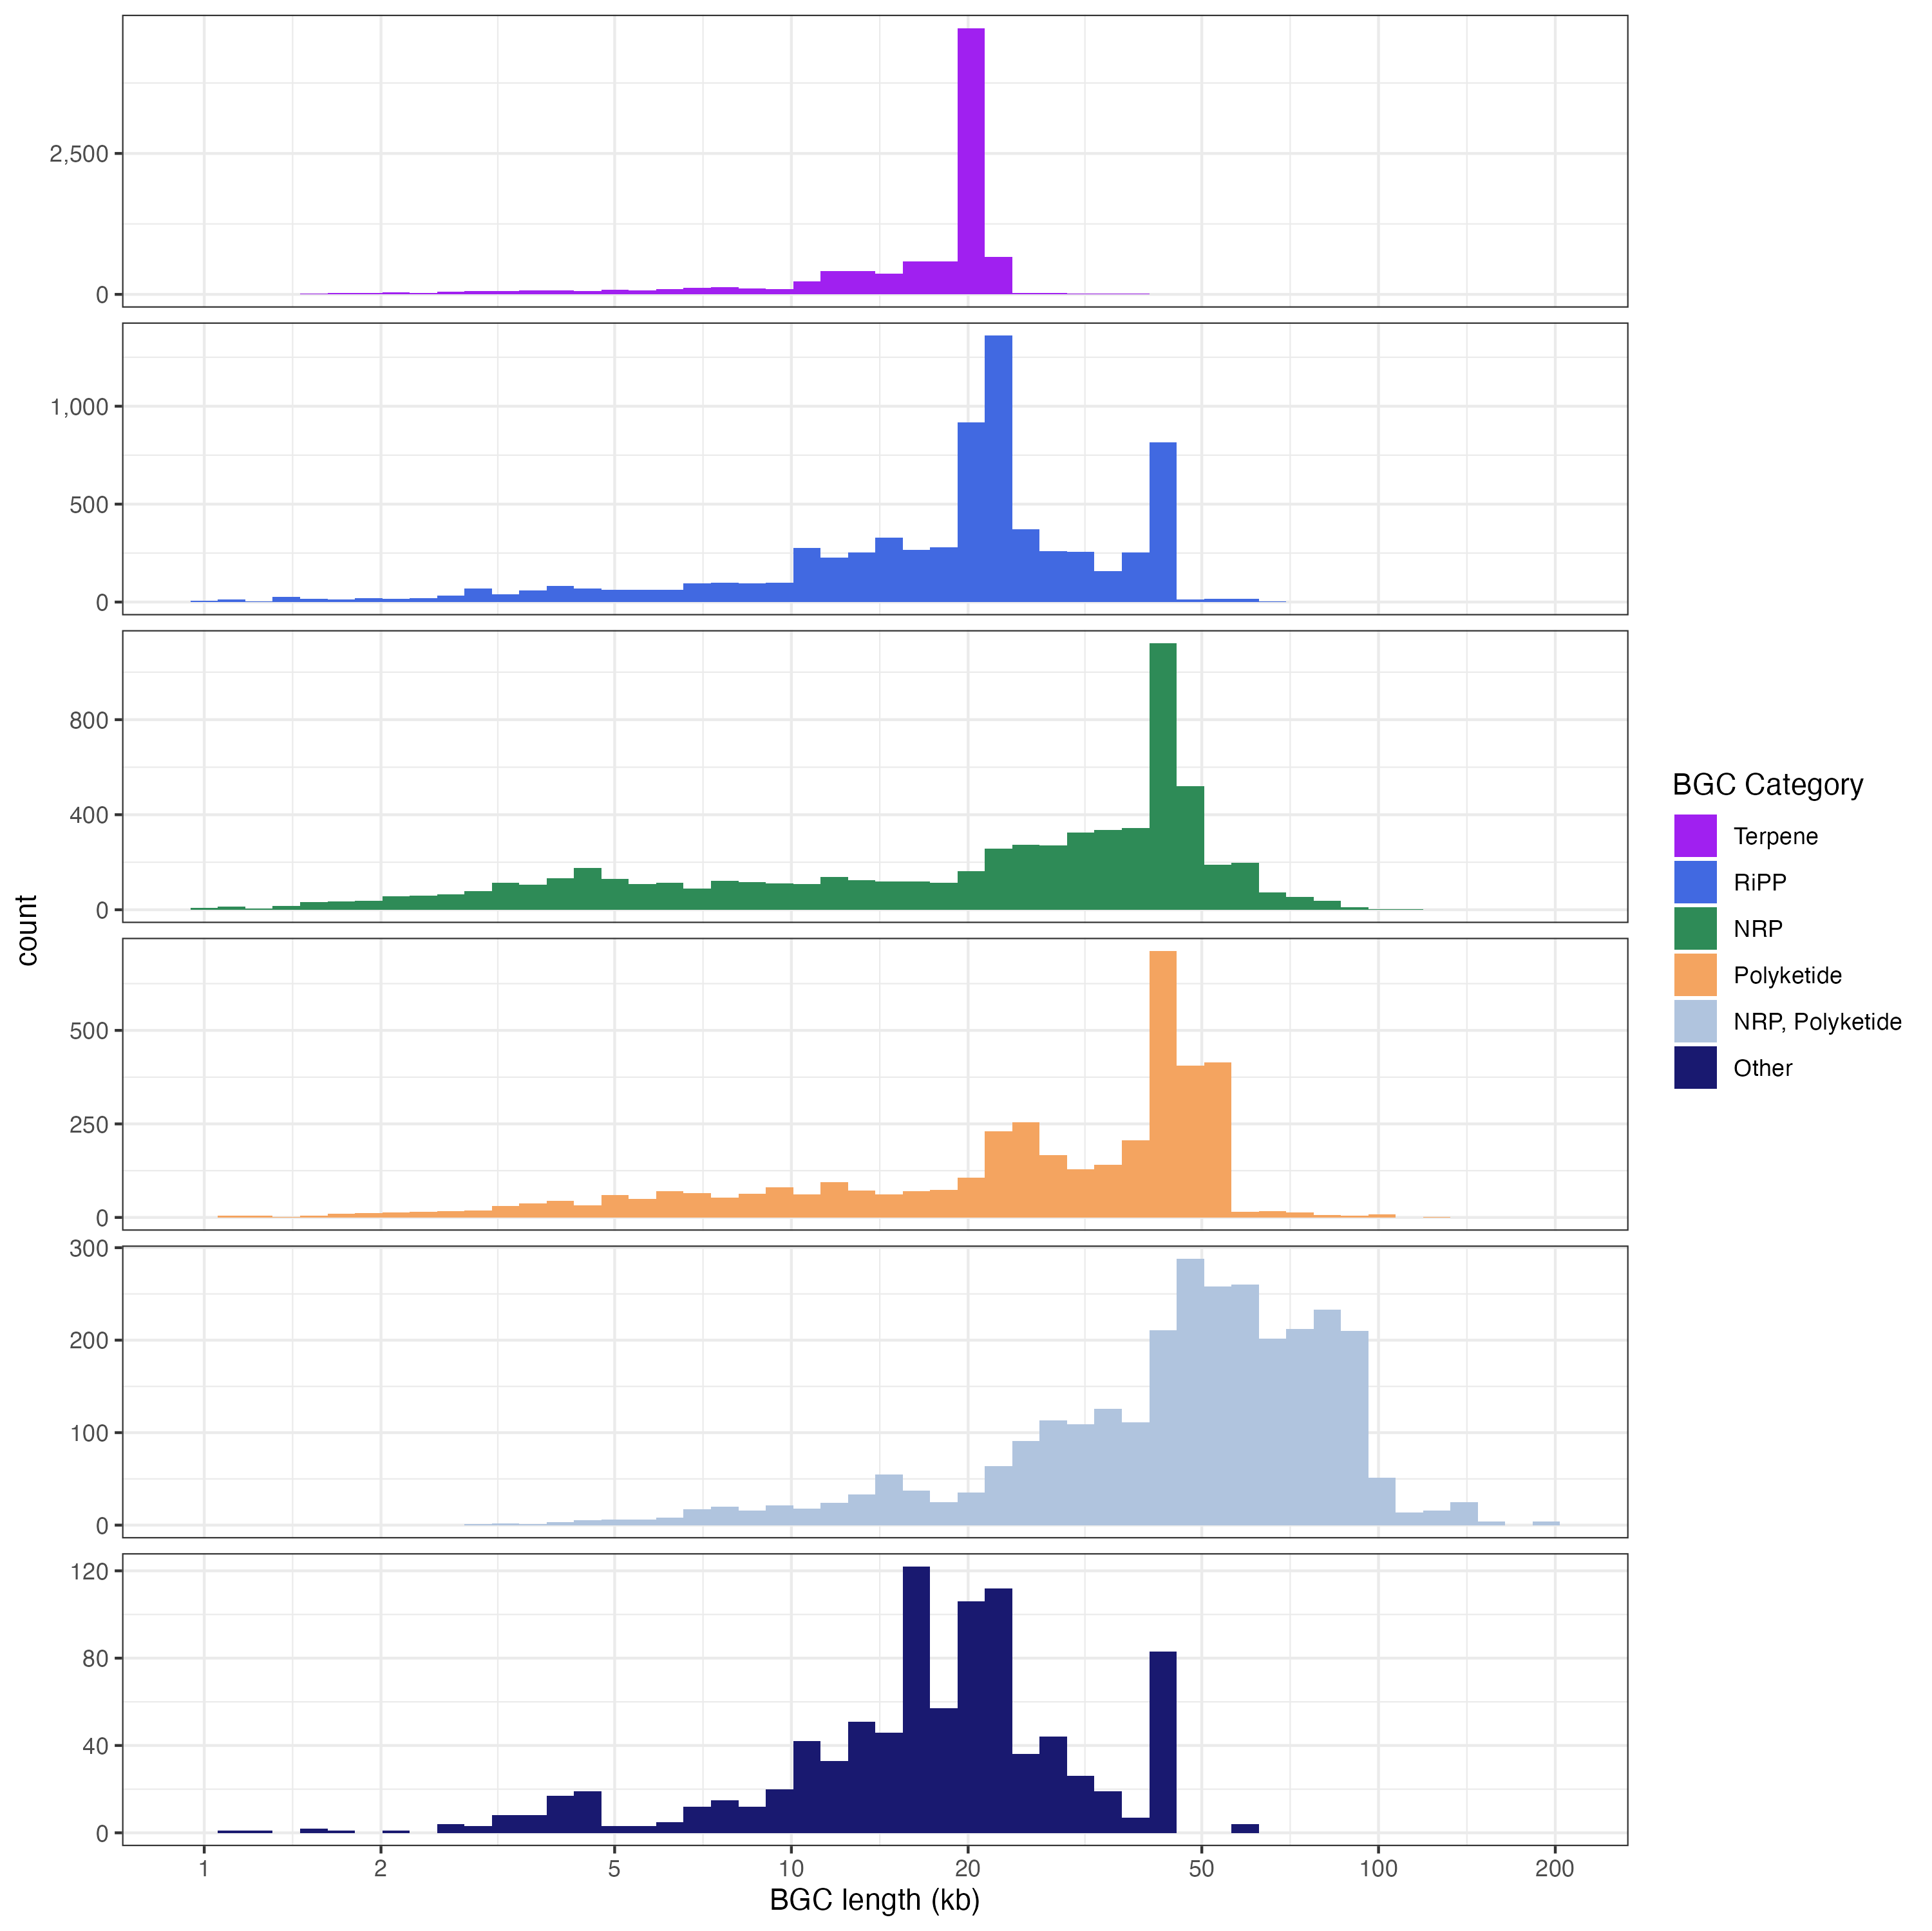 2,500
0
1,000
500
0
800
400
0
500
250
0
300
200
100
0
120
80
40
0
count
1 2 5 10 20 50 100 200
BGC length (kb)
BGC Category
Terpene
RiPP
NRP
Polyketide
NRP, Polyketide
Other